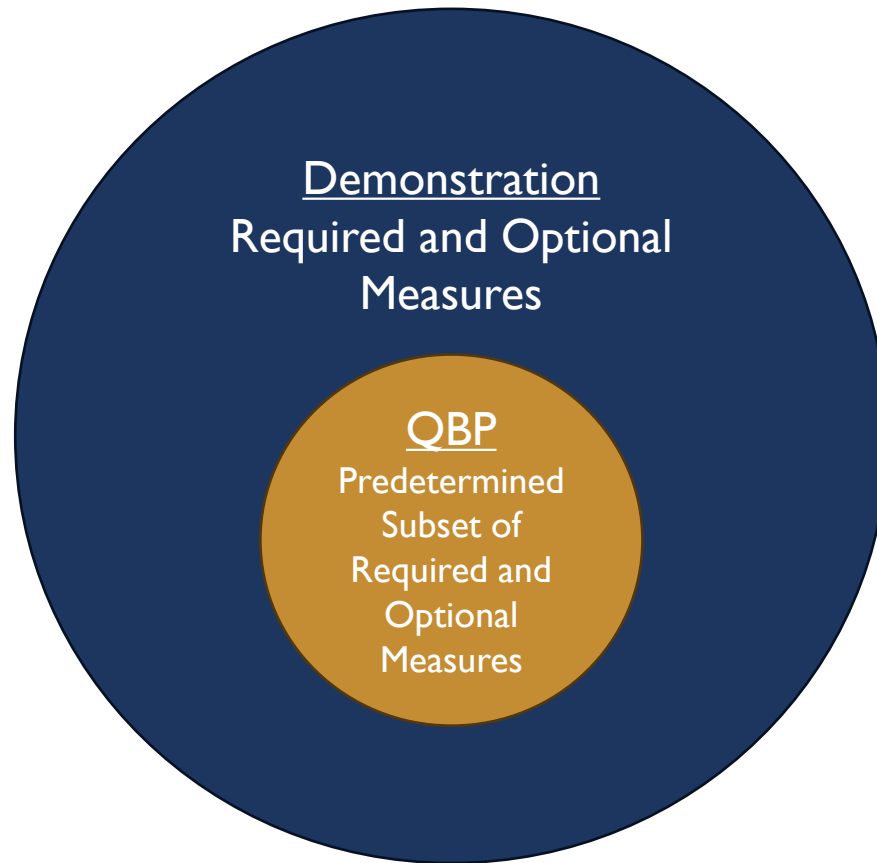 Demonstration
Required and Optional
Measures
QBP
Predetermined
Subset of
Required and
Optional
Measures